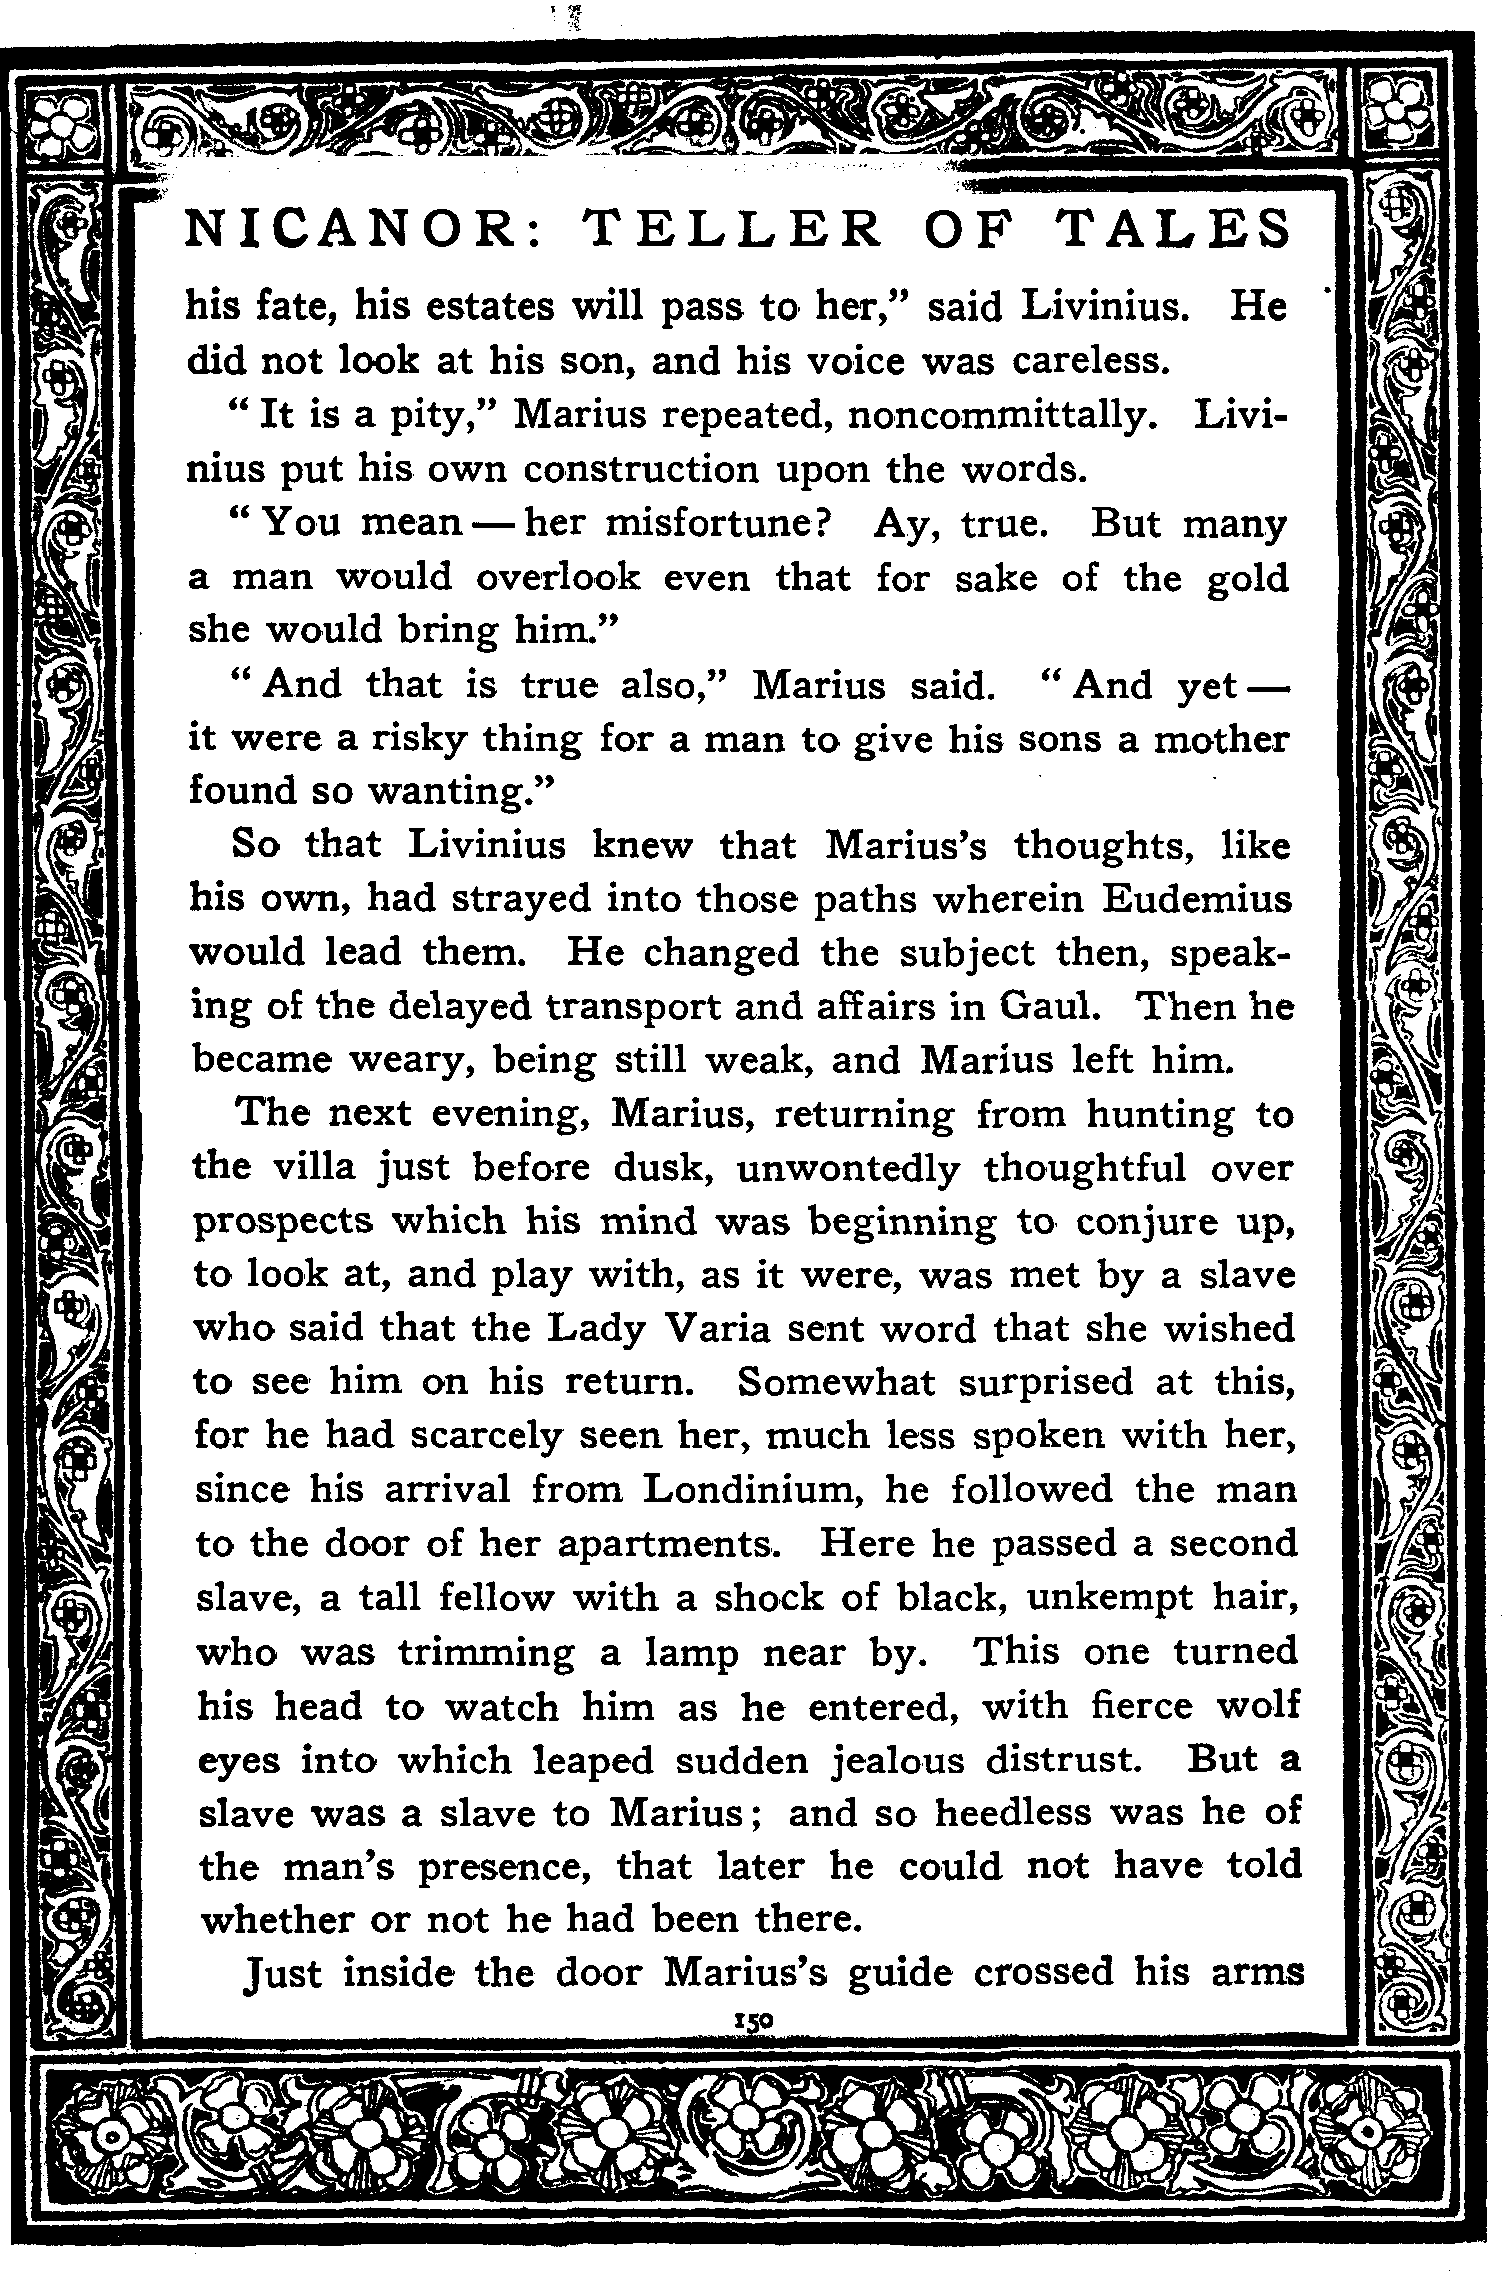 NICANOR: TELLER OF TALES
his fate, his estates will pass to her,” said Livinius. He
did not look at his son, and his voice was careless.
“ It is a pity,” Marius repeated, noncommittally. Livi-
nius put his own construction upon the words.
“ You mean — her misfortune? Ay, true. But many
a man would overlook even that for sake of the gold
she would bring him.”
“ And that is true also,” Marius said. “ And yet —
it were a risky thing for a man to give his sons a mother
found so wanting.”
So that Livinius knew that Marius’s thoughts, like
his own, had strayed into those paths wherein Eudemius
would lead them. He changed the subject then, speak-
ing of the delayed transport and affairs in Gaul. Then he
became weary, being still weak, and Marius left him.
The next evening, Marius, returning from hunting to
the villa just before dusk, unwontedly thoughtful over
prospects which his mind was beginning to conjure up,
to look at, and play with, as it were, was met by a slave
who said that the Lady Varia sent word that she wished
to see him on his return. Somewhat surprised at this,
for he had scarcely seen her, much less spoken with her,
since his arrival from Londinium, he followed the man
to the door of her apartments. Here he passed a second
slave, a tall fellow with a shock of black, unkempt hair,
who was trimming a lamp near by. This one turned
his head to watch him as he entered, with fierce wolf
eyes into which leaped sudden jealous distrust. But a
slave was a slave to Marius; and so heedless was he of
the man’s presence, that later he could not have told
whether or not he had been there.
Just inside the door Marius’s guide crossed his arms
150